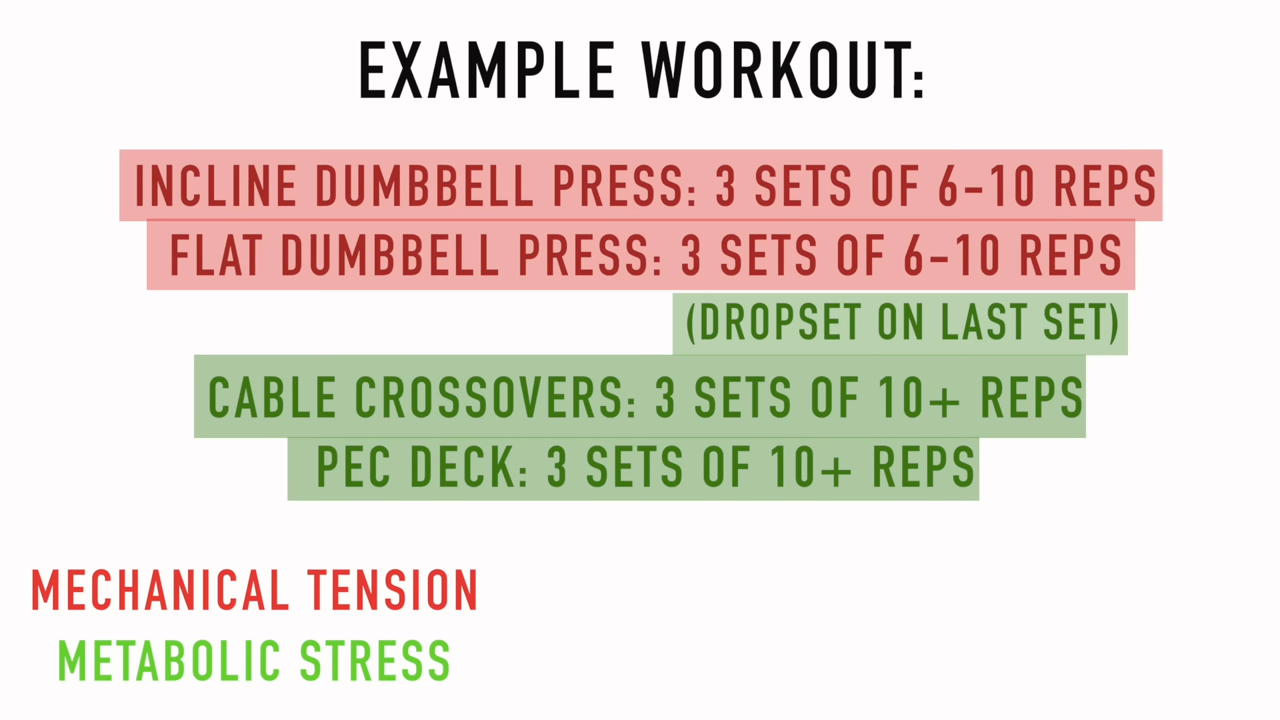 EXAMPLE WORKOUT:
INCLINE DUMBBELL PRESS: 3 SETS OF 6-10 REPS
FLAT DUMBBELL PRESS: 3 SETS OF 6-10 REPS
(DROPSET ON LAST SET)
CABLE CROSSOVERS: 3 SETS OF 10+ REPS
PEC DECK: 3 SETS OF 10+ REPS
MECHANICAL TENSION
METABOLIC STRESS